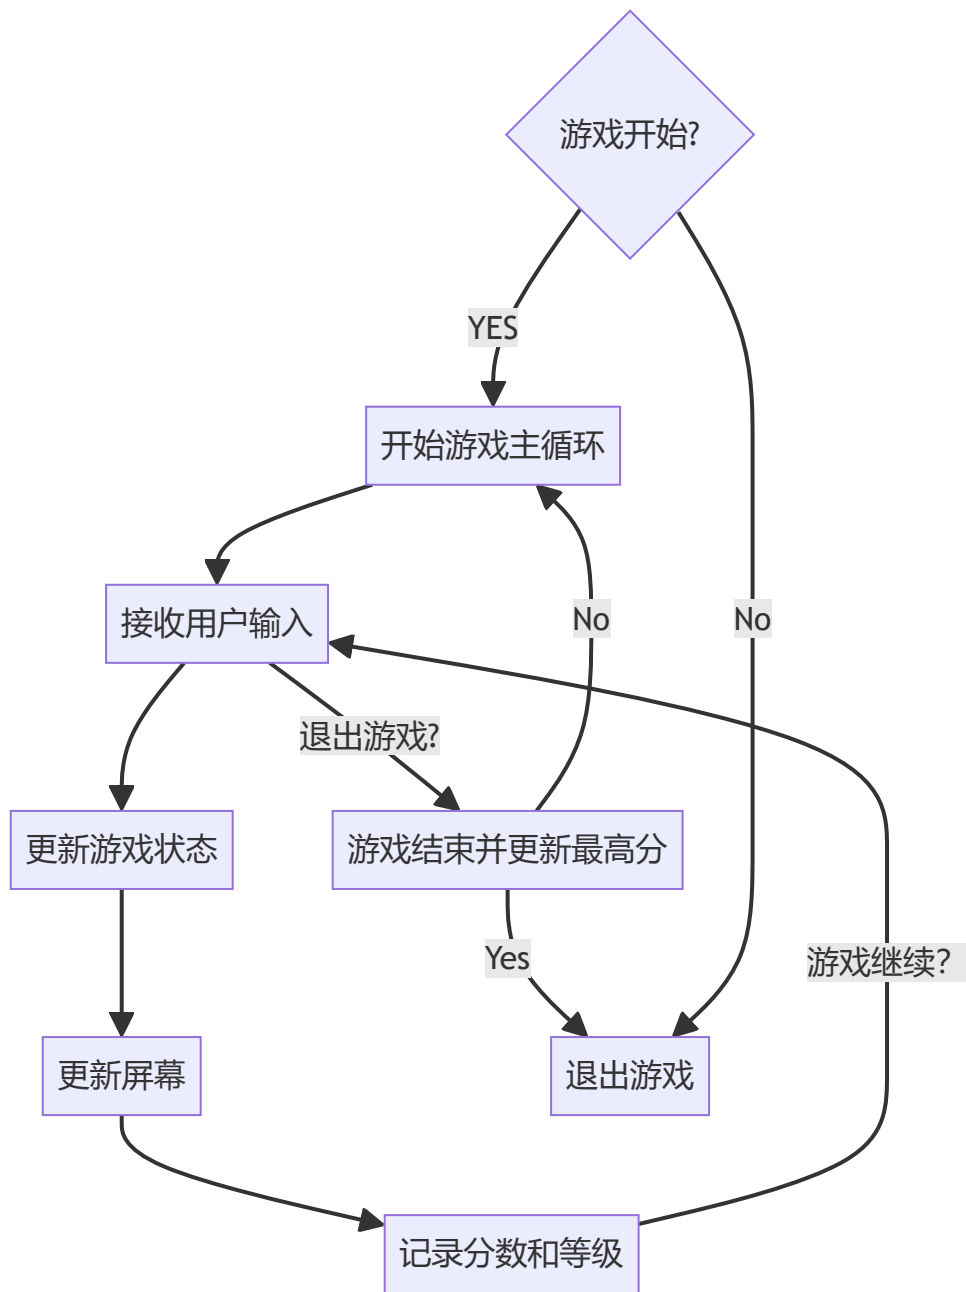 游戏开始?
YES
开始游戏主循环
接收用户输入
No
No
退出游戏?
更新游戏状态
游戏结束并更新最高分
Yes
游戏继续？
更新屏幕
退出游戏
记录分数和等级